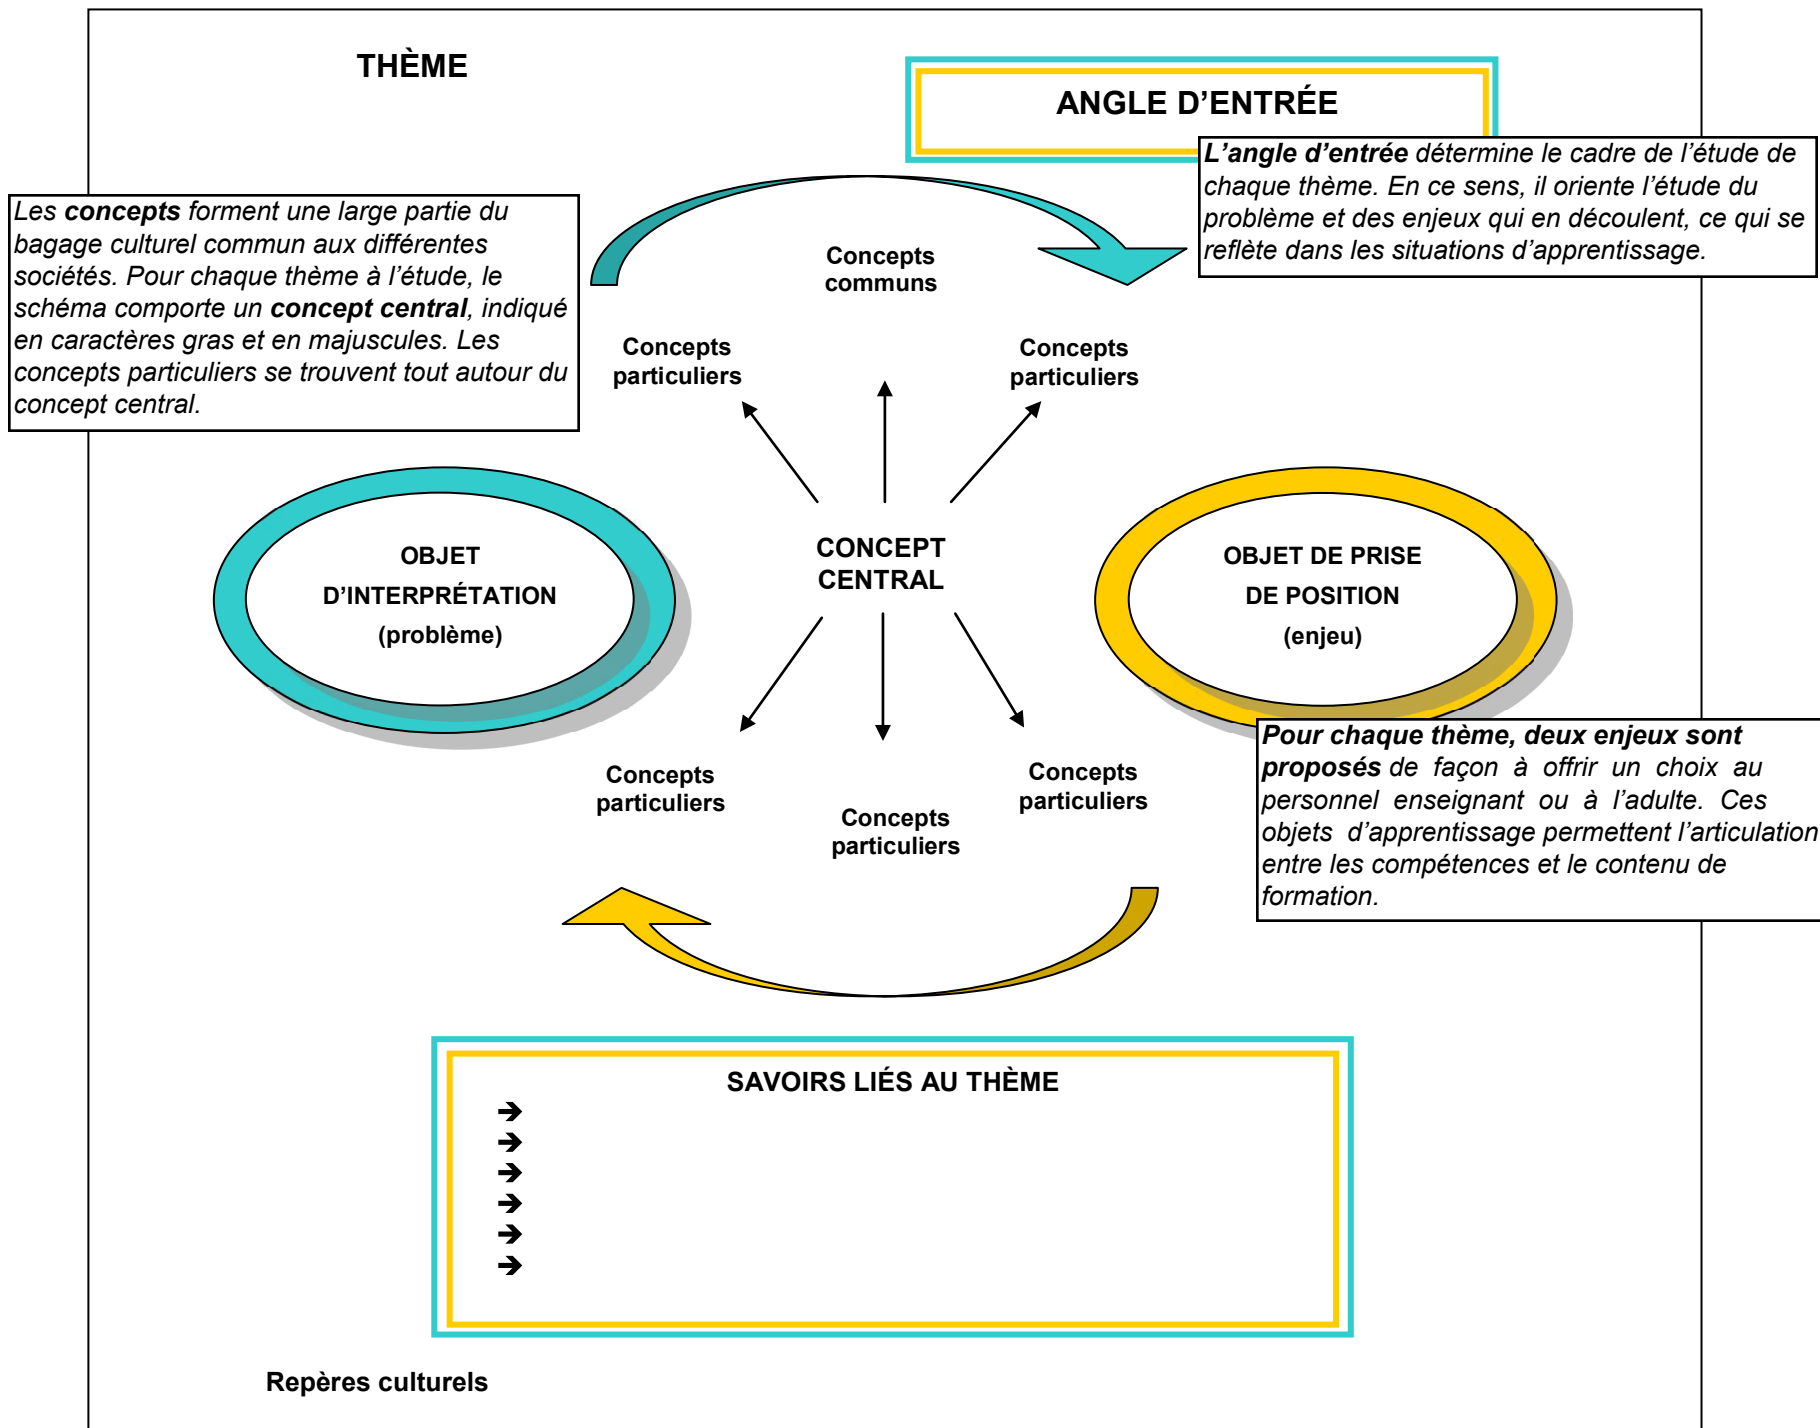 THÈME
ANGLE D’ENTRÉE
L’angle d’entrée détermine le cadre de l’étude de
chaque thème. En ce sens, il oriente l’étude du
problème et des enjeux qui en découlent, ce qui se
reflète dans les situations d’apprentissage.
Les concepts forment une large partie du
bagage culturel commun aux différentes
sociétés. Pour chaque thème à l’étude, le
schéma comporte un concept central, indiqué
en caractères gras et en majuscules. Les
concepts particuliers se trouvent tout autour du
concept central.
Concepts
communs
Concepts
particuliers
Concepts
particuliers
OBJET
D’INTERPRÉTATION
(problème)
CONCEPT
CENTRAL
OBJET DE PRISE
DE POSITION
(enjeu)
Pour chaque thème, deux enjeux sont
proposés de façon à offrir un choix au
personnel enseignant ou à l’adulte. Ces
objets d’apprentissage permettent l’articulation
entre les compétences et le contenu de
formation.
Concepts
particuliers
Concepts
particuliers
Concepts
particuliers
SAVOIRS LIÉS AU THÈME
Repères culturels